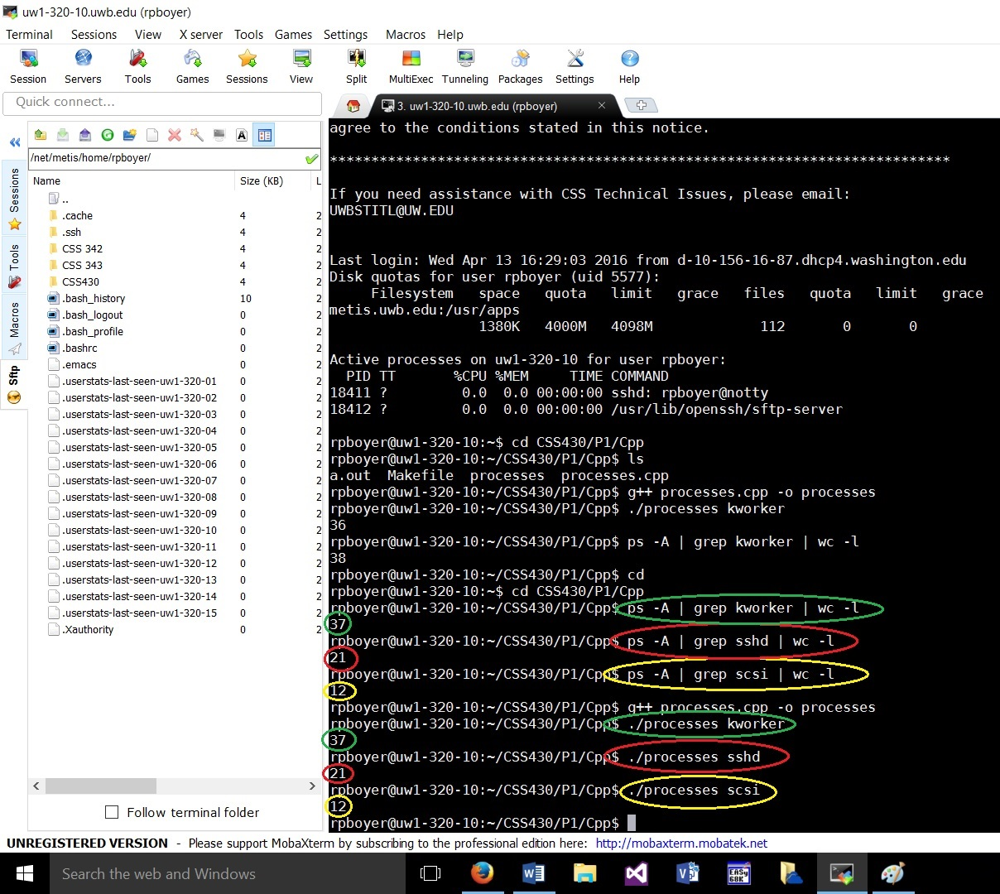 uw1-320-10.uwb.edu (rpboyer)
Terminal Sessions View X server Tools Games Settings Macros Help
Session Servers Tools Games Sessions View Split MultiExec Tunneling Packages Settings Help
Quick connect...
3. uw1-320-10.uwb.edu (rpboyer)
/net/metis/home/rpboyer/
Name Size (KB) L
..
.cache 4 2
.ssh 4 2
CSS 342 4 2
CSS 343 4 2
CSS430 4 2
.bash_history 10 2
.bash_logout 0 2
.bash_profile 0 2
.bashrc 0 2
.emacs 0 2
.userstats-last-seen-uw1-320-01 0 2
.userstats-last-seen-uw1-320-02 0 2
.userstats-last-seen-uw1-320-03 0 2
.userstats-last-seen-uw1-320-04 0 2
.userstats-last-seen-uw1-320-05 0 2
.userstats-last-seen-uw1-320-06 0 2
.userstats-last-seen-uw1-320-07 0 2
.userstats-last-seen-uw1-320-08 0 2
.userstats-last-seen-uw1-320-09 0 2
.userstats-last-seen-uw1-320-10 0 2
.userstats-last-seen-uw1-320-11 0 2
.userstats-last-seen-uw1-320-12 0 2
.userstats-last-seen-uw1-320-13 0 2
.userstats-last-seen-uw1-320-14 0 2
.userstats-last-seen-uw1-320-15 0 2
.Xauthority 0 2
Sessions
Tools
Macros
Sftp
Follow terminal folder
agree to the conditions stated in this notice.
***************************************************************************
If you need assistance with CSS Technical Issues, please email:
UWBSTITL@UW.EDU
Last login: Wed Apr 13 16:29:03 2016 from d-10-156-16-87.dhcp4.washington.edu
Disk quotas for user rpboyer (uid 5577):
Filesystem space quota limit grace files quota limit grace
metis.uwb.edu:/usr/apps
1380K 4000M 4098M 112 0 0
Active processes on uw1-320-10 for user rpboyer:
PID TT %CPU %MEM TIME COMMAND
18411 ? 0.0 0.0 00:00:00 sshd: rpboyer@notty
18412 ? 0.0 0.0 00:00:00 /usr/lib/openssh/sftp-server
rpboyer@uw1-320-10:~$ cd CSS430/P1/Cpp
rpboyer@uw1-320-10:~/CSS430/P1/Cpp$ ls
a.out Makefile processes processes.cpp
rpboyer@uw1-320-10:~/CSS430/P1/Cpp$ g++ processes.cpp -o processes
rpboyer@uw1-320-10:~/CSS430/P1/Cpp$ ./processes kworker
36
rpboyer@uw1-320-10:~/CSS430/P1/Cpp$ ps -A | grep kworker | wc -l
38
rpboyer@uw1-320-10:~/CSS430/P1/Cpp$ cd
rpboyer@uw1-320-10:~$ cd CSS430/P1/Cpp
rpboyer@uw1-320-10:~/CSS430/P1/Cpp$ ps -A | grep kworker | wc -l
37
rpboyer@uw1-320-10:~/CSS430/P1/Cpp$ ps -A | grep sshd | wc -l
21
rpboyer@uw1-320-10:~/CSS430/P1/Cpp$ ps -A | grep scsi | wc -l
12
rpboyer@uw1-320-10:~/CSS430/P1/Cpp$ g++ processes.cpp -o processes
rpboyer@uw1-320-10:~/CSS430/P1/Cpp$ ./processes kworker
37
rpboyer@uw1-320-10:~/CSS430/P1/Cpp$ ./processes sshd
21
rpboyer@uw1-320-10:~/CSS430/P1/Cpp$ ./processes scsi
12
rpboyer@uw1-320-10:~/CSS430/P1/Cpp$
UNREGISTERED VERSION - Please support MobaXterm by subscribing to the professional edition here: http://mobaxterm.mobatek.net
Search the web and Windows
EASy
68K